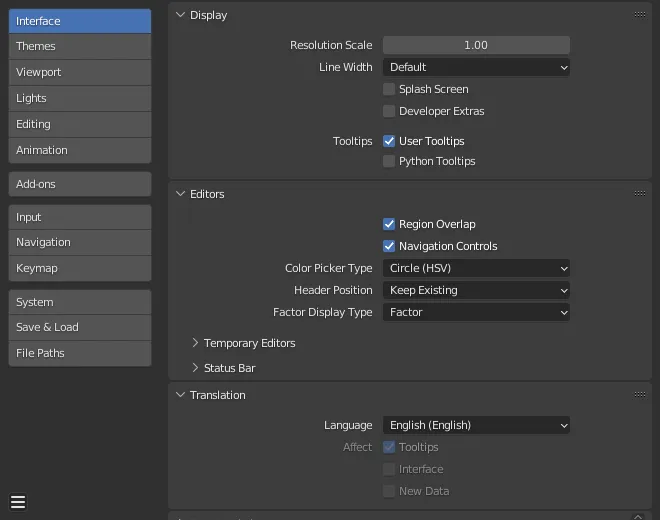 Interface
Themes
Viewport
Lights
Editing
Animation
Add-ons
Input
Navigation
Keymap
System
Save & Load
File Paths
Display
Resolution Scale 1.00
Line Width Default
Splash Screen
Developer Extras
Tooltips User Tooltips
Python Tooltips
Editors
Region Overlap
Navigation Controls
Color Picker Type Circle (HSV)
Header Position Keep Existing
Factor Display Type Factor
Temporary Editors
Status Bar
Translation
Language English (English)
Affect Tooltips
Interface
New Data